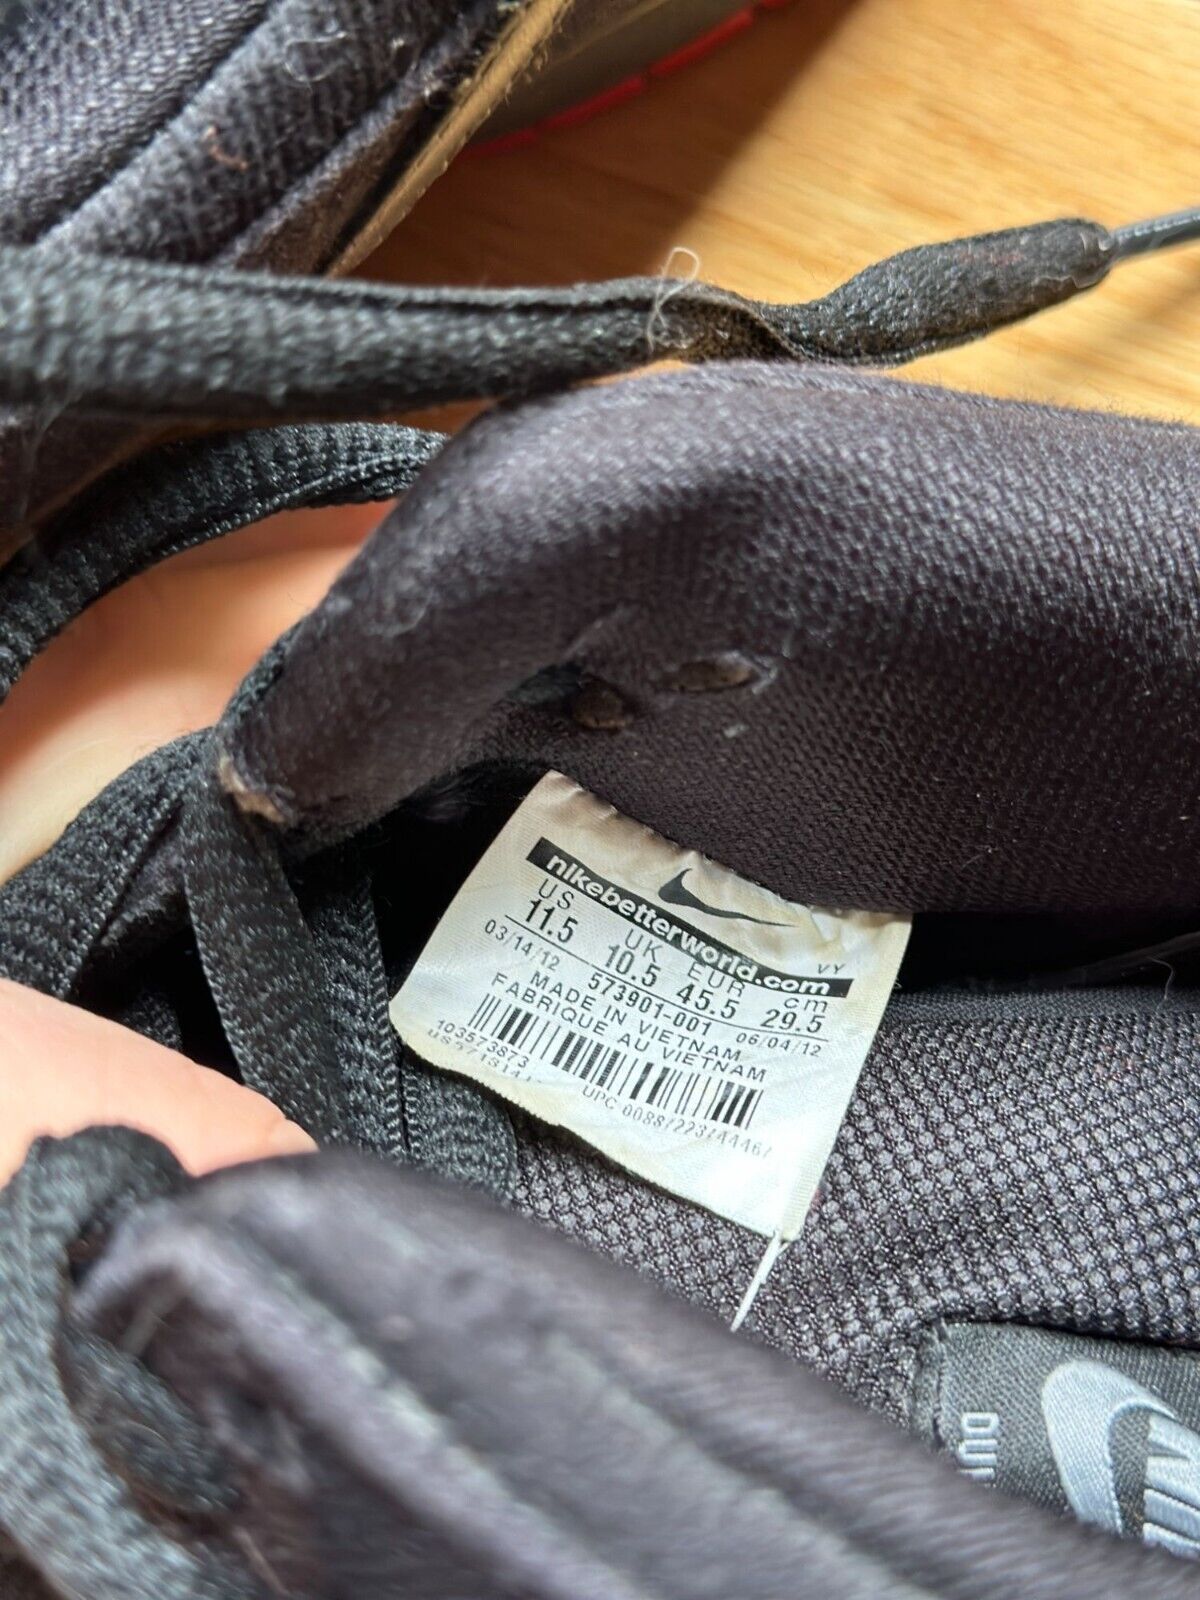 nikebetterworld.com
VY
US UK EUR cm
11.5 10.5 45.5 29.5
03/14/12 573901-001 06/04/12
MADE IN VIETNAM
FABRIQUE AU VIETNAM
103573873